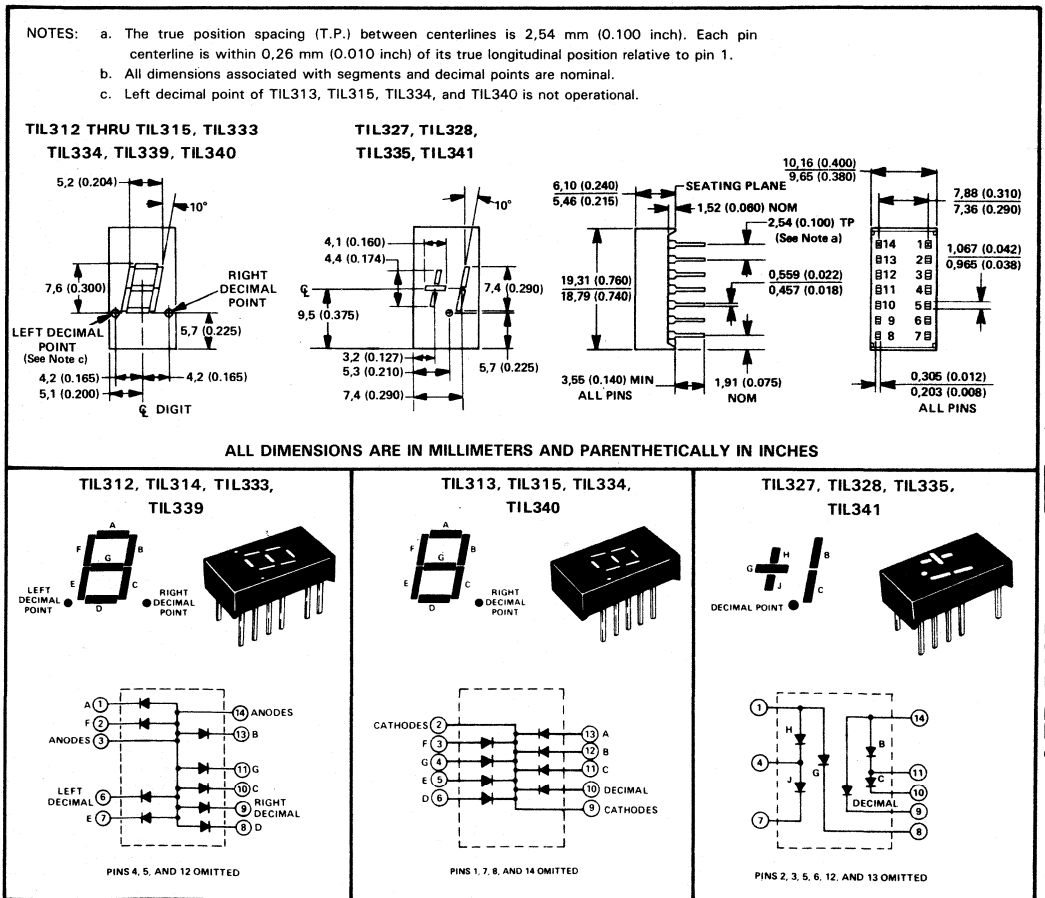 NOTES: a. The true position spacing (T.P.) between centerlines is 2,54 mm (0.100 inch). Each pin
centerline is within 0,26 mm (0.010 inch) of its true longitudinal position relative to pin 1.
b. All dimensions associated with segments and decimal points are nominal.
c. Left decimal point of TIL313, TIL315, TIL334, and TIL340 is not operational.
TIL312 THRU TIL315, TIL333
TIL334, TIL339, TIL340
5,2 (0.204)
10°
7,6 (0.300)
RIGHT
DECIMAL
POINT
LEFT DECIMAL
POINT
(See Note c)
5,7 (0.225)
4,2 (0.165)
4,2 (0.165)
5,1 (0.200)
℄ DIGIT
TIL327, TIL328,
TIL335, TIL341
10°
4,1 (0.160)
4,4 (0.174)
7,4 (0.290)
℄
9,5 (0.375)
3,2 (0.127)
5,3 (0.210)
5,7 (0.225)
7,4 (0.290)
6,10 (0.240)
5,46 (0.215)
SEATING PLANE
1,52 (0.060) NOM
2,54 (0.100) TP
(See Note a)
19,31 (0.760)
18,79 (0.740)
0,559 (0.022)
0,457 (0.018)
3,55 (0.140) MIN
ALL PINS
1,91 (0.075)
NOM
10,16 (0.400)
9,65 (0.380)
7,88 (0.310)
7,36 (0.290)
14 1
13 2
12 3
11 4
10 5
9 6
8 7
1,067 (0.042)
0,965 (0.038)
0,305 (0.012)
0,203 (0.008)
ALL PINS
ALL DIMENSIONS ARE IN MILLIMETERS AND PARENTHETICALLY IN INCHES
TIL312, TIL314, TIL333,
TIL339
A
F B
G
E C
D
LEFT
DECIMAL
POINT
RIGHT
DECIMAL
POINT
A 1
F 2
ANODES 3
LEFT
DECIMAL 6
E 7
14 ANODES
13 B
11 G
10 C
9 RIGHT
DECIMAL
8 D
PINS 4, 5, AND 12 OMITTED
TIL313, TIL315, TIL334,
TIL340
A
F B
G
E C
D
RIGHT
DECIMAL
POINT
CATHODES 2
F 3
G 4
E 5
D 6
13 A
12 B
11 C
10 DECIMAL
9 CATHODES
PINS 1, 7, 8, AND 14 OMITTED
TIL327, TIL328, TIL335,
TIL341
H B
G
J C
DECIMAL POINT
1
4
7
H
J
G
B
C
DECIMAL
14
11
10
9
8
PINS 2, 3, 5, 6, 12, AND 13 OMITTED